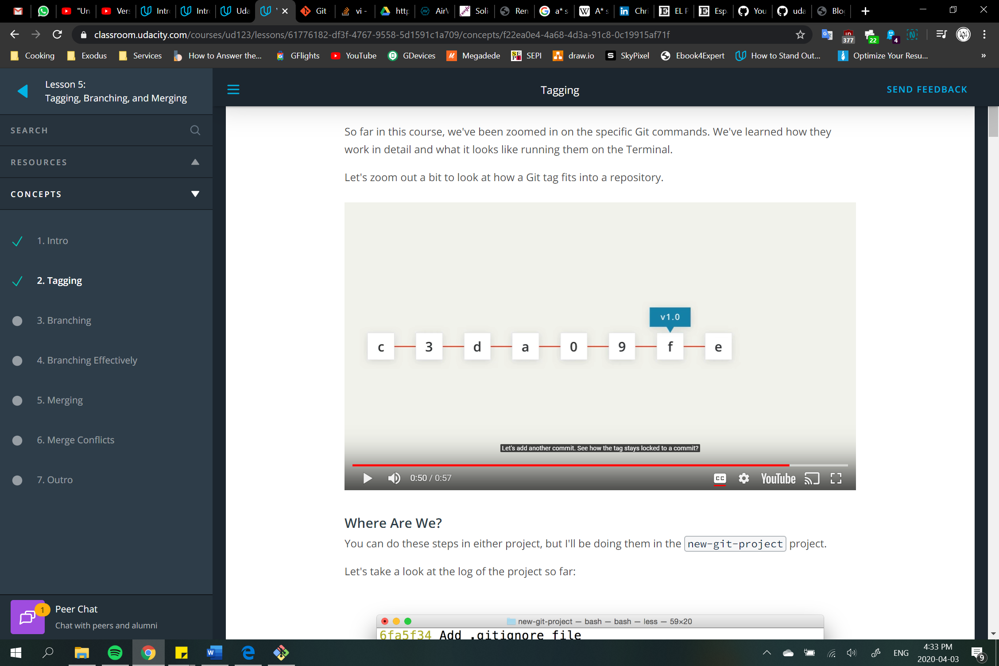 "Un
Ver
Intr
Intr
Uda
Git
vi -
http
AirV
Soli
Ren
a* s
A* s
Chri
EL P
Esp
You
uda
Blo
classroom.udacity.com/courses/ud123/lessons/61776182-df3f-4767-9558-5d1591c1a709/concepts/f22ea0e4-4a68-4d3a-91c8-0c19915af71f
377
22
4
Cooking
Exodus
Services
How to Answer the...
GFlights
YouTube
GDevices
Megadede
SEPI
draw.io
SkyPixel
Ebook4Expert
How to Stand Out...
Optimize Your Resu...
»
Lesson 5:
Tagging, Branching, and Merging
SEARCH
RESOURCES
CONCEPTS
1. Intro
2. Tagging
3. Branching
4. Branching Effectively
5. Merging
6. Merge Conflicts
7. Outro
1
Peer Chat
Chat with peers and alumni
Tagging
SEND FEEDBACK
So far in this course, we've been zoomed in on the specific Git commands. We've learned how they
work in detail and what it looks like running them on the Terminal.
Let's zoom out a bit to look at how a Git tag fits into a repository.
v1.0
c 3 d a 0 9 f e
Let's add another commit. See how the tag stays locked to a commit?
0:50 / 0:57
CC
YouTube
Where Are We?
You can do these steps in either project, but I'll be doing them in the new-git-project project.
Let's take a look at the log of the project so far:
new-git-project — bash — bash — less — 59×20
6fa5f34 Add .gitignore file
ENG
4:33 PM
2020-04-03
9